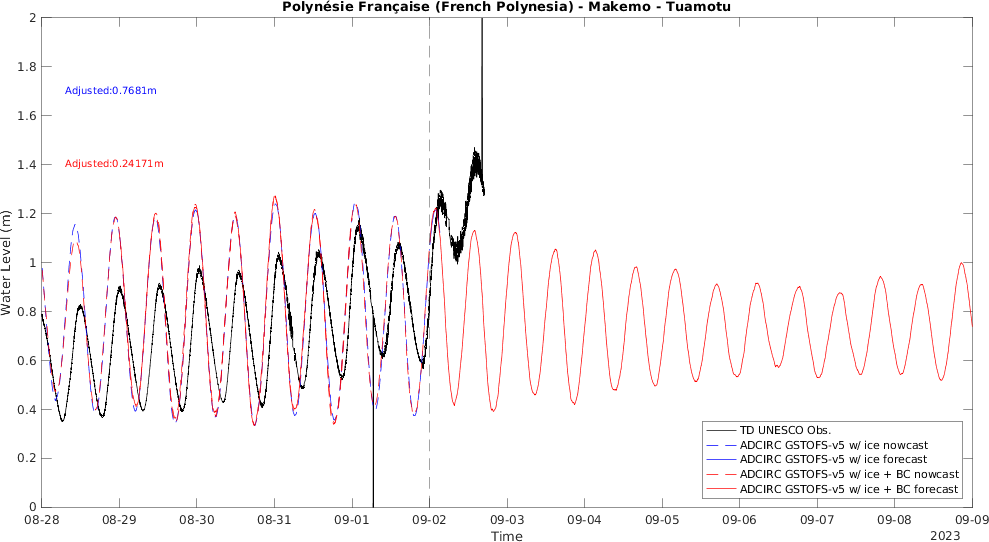 Polynésie Française (French Polynesia) - Makemo - Tuamotu
2
1.8
1.6
1.4
1.2
1
0.8
0.6
0.4
0.2
0
Water Level (m)
Adjusted:0.7681m
Adjusted:0.24171m
TD UNESCO Obs.
ADCIRC GSTOFS-v5 w/ ice nowcast
ADCIRC GSTOFS-v5 w/ ice forecast
ADCIRC GSTOFS-v5 w/ ice + BC nowcast
ADCIRC GSTOFS-v5 w/ ice + BC forecast
08-28 08-29 08-30 08-31 09-01 09-02 09-03 09-04 09-05 09-06 09-07 09-08 09-09
Time
2023